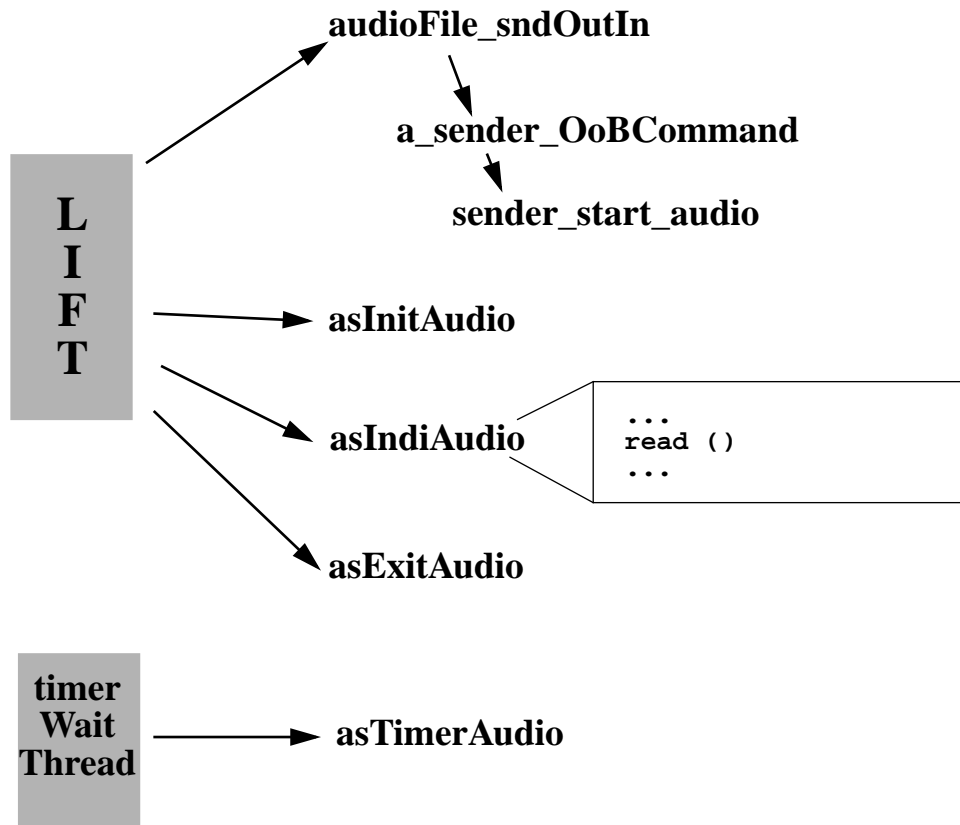 audioFile_sndOutIn
a_sender_OoBCommand
sender_start_audio
L
I
F
T
asInitAudio
asIndiAudio
...
read ()
...
asExitAudio
timer
Wait
Thread
asTimerAudio